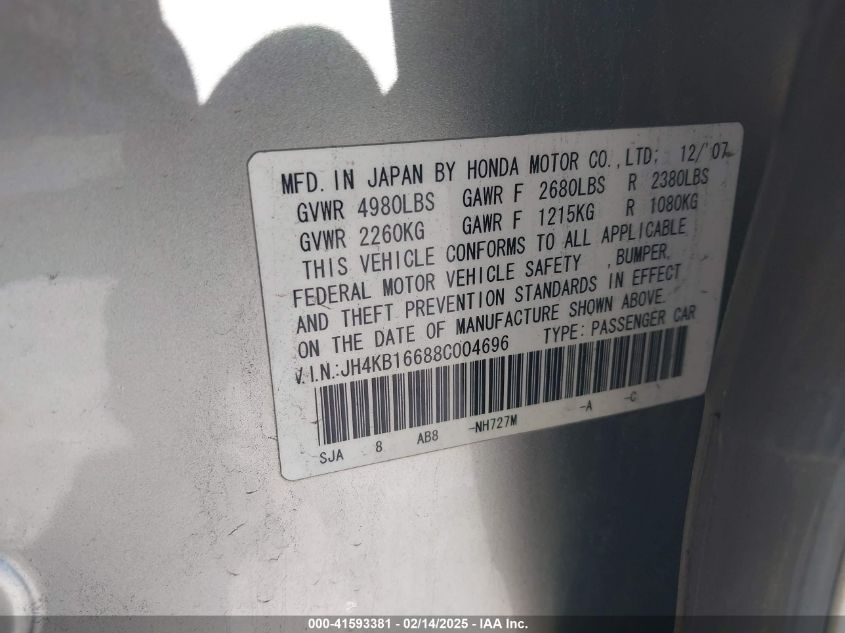 MFD. IN JAPAN BY HONDA MOTOR CO.,LTD; 12/'07
GVWR 4980LBS GAWR F 2680LBS R 2380LBS
GVWR 2260KG GAWR F 1215KG R 1080KG
THIS VEHICLE CONFORMS TO ALL APPLICABLE
FEDERAL MOTOR VEHICLE SAFETY ,BUMPER,
AND THEFT PREVENTION STANDARDS IN EFFECT
ON THE DATE OF MANUFACTURE SHOWN ABOVE.
V.I.N.:JH4KB16688C004696 TYPE: PASSENGER CAR
SJA 8 AB8 -NH727M -A -C
000-41593381 - 02/14/2025 - IAA Inc.